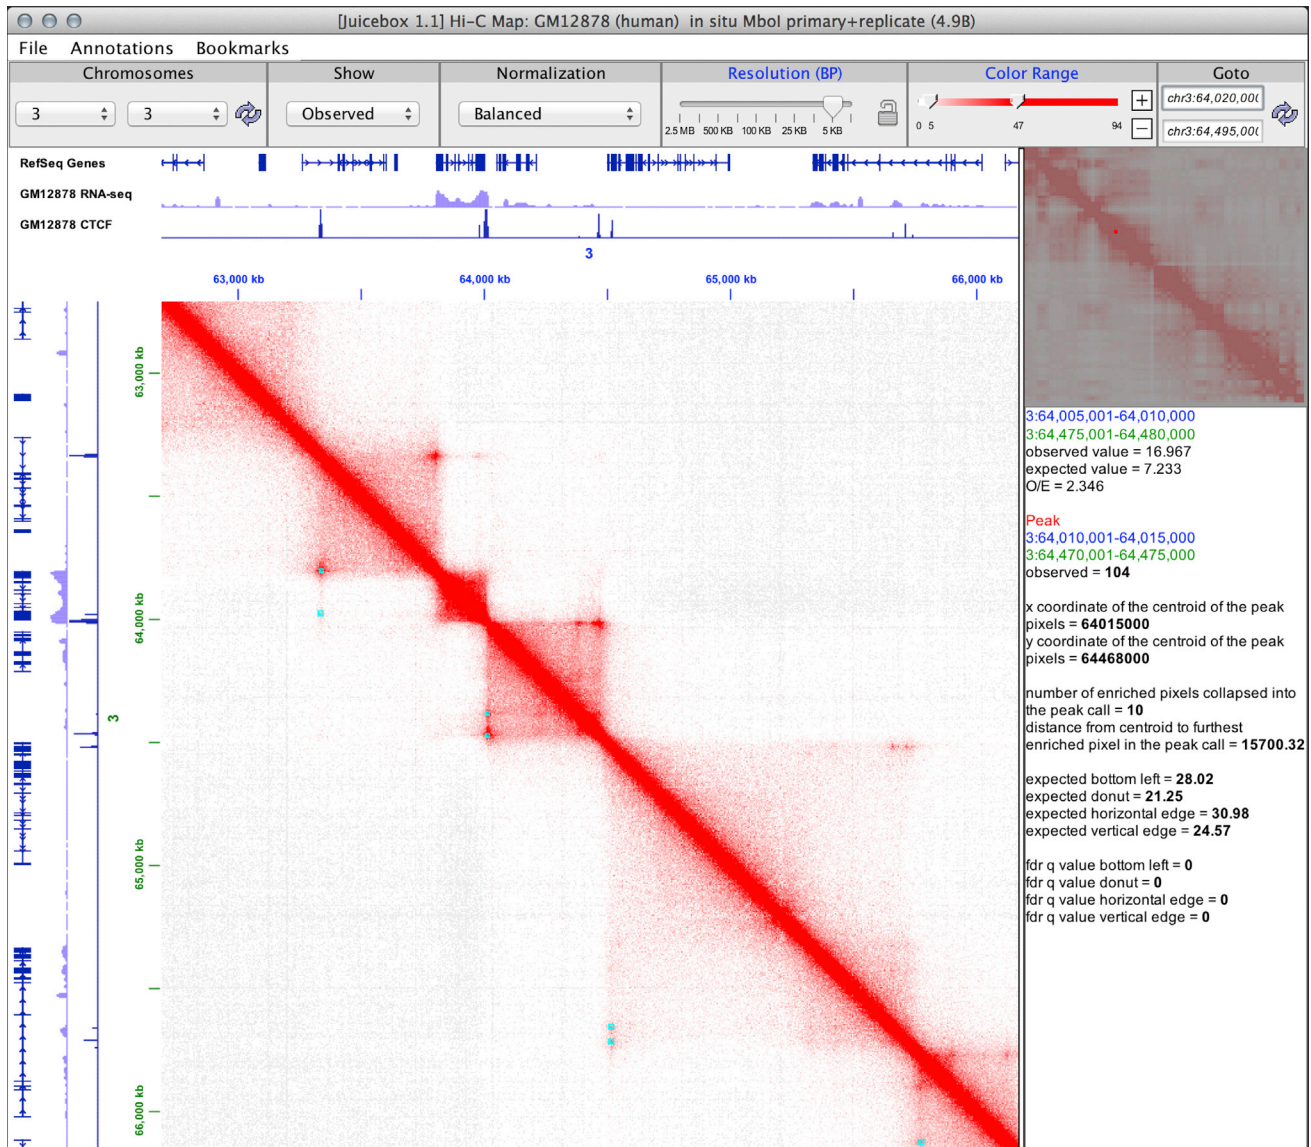 [Juicebox 1.1] Hi-C Map: GM12878 (human)  in situ MboI primary+replicate (4.9B)
File Annotations Bookmarks
Chromosomes Show Normalization Resolution (BP) Color Range Goto
3 3 Observed Balanced
2.5 MB 500 KB 100 KB 25 KB 5 KB
0 5 47 94
+
−
chr3:64,020,00
chr3:64,495,00
RefSeq Genes
GM12878 RNA-seq
GM12878 CTCF
3
63,000 kb 64,000 kb 65,000 kb 66,000 kb
63,000 kb
64,000 kb
3
65,000 kb
66,000 kb
3:64,005,001-64,010,000
3:64,475,001-64,480,000
observed value = 16.967
expected value = 7.233
O/E = 2.346
Peak
3:64,010,001-64,015,000
3:64,470,001-64,475,000
observed = 104
x coordinate of the centroid of the peak
pixels = 64015000
y coordinate of the centroid of the peak
pixels = 64468000
number of enriched pixels collapsed into
the peak call = 10
distance from centroid to furthest
enriched pixel in the peak call = 15700.32
expected bottom left = 28.02
expected donut = 21.25
expected horizontal edge = 30.98
expected vertical edge = 24.57
fdr q value bottom left = 0
fdr q value donut = 0
fdr q value horizontal edge = 0
fdr q value vertical edge = 0